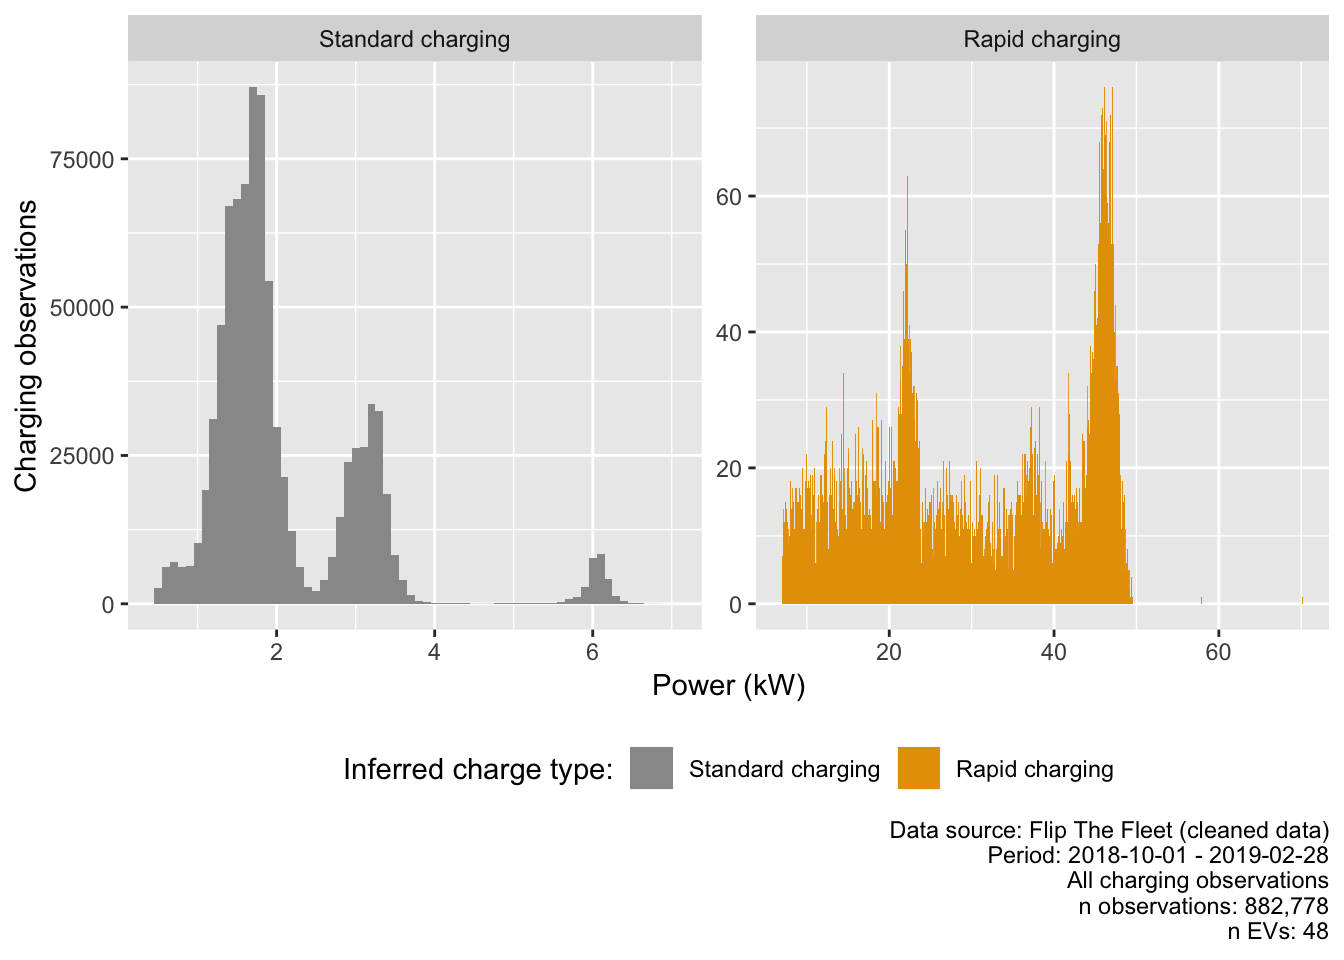 Standard charging
Rapid charging
Charging observations
75000
50000
25000
0
60
40
20
0
2 4 6
20 40 60
Power (kW)
Inferred charge type: Standard charging Rapid charging
Data source: Flip The Fleet (cleaned data)
Period: 2018-10-01 - 2019-02-28
All charging observations
n observations: 882,778
n EVs: 48